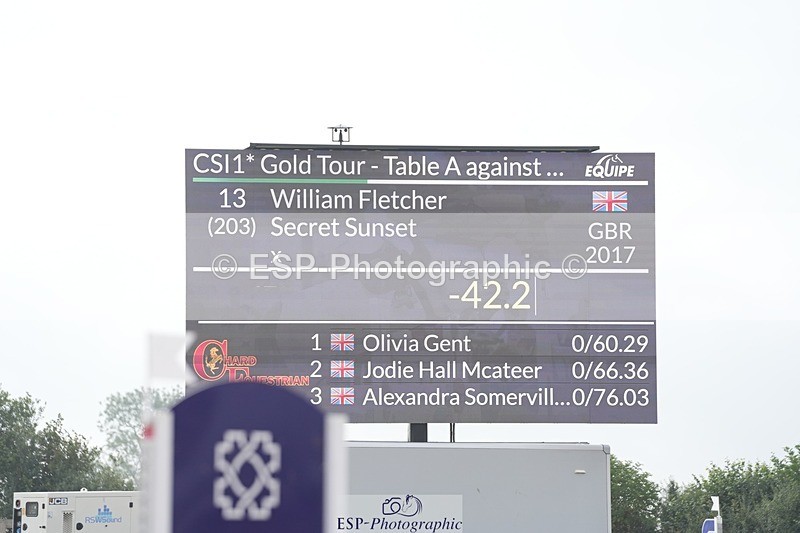 CSI1* Gold Tour - Table A against ...
EQUIPE
13 William Fletcher
(203) Secret Sunset GBR
x 2017
© ESP-Photographic ©
-42.2
1 Olivia Gent 0/60.29
2 Jodie Hall Mcateer 0/66.36
3 Alexandra Somervill...0/76.03
CHARD
EQUESTRIAN
JCB
ESP-Photographic